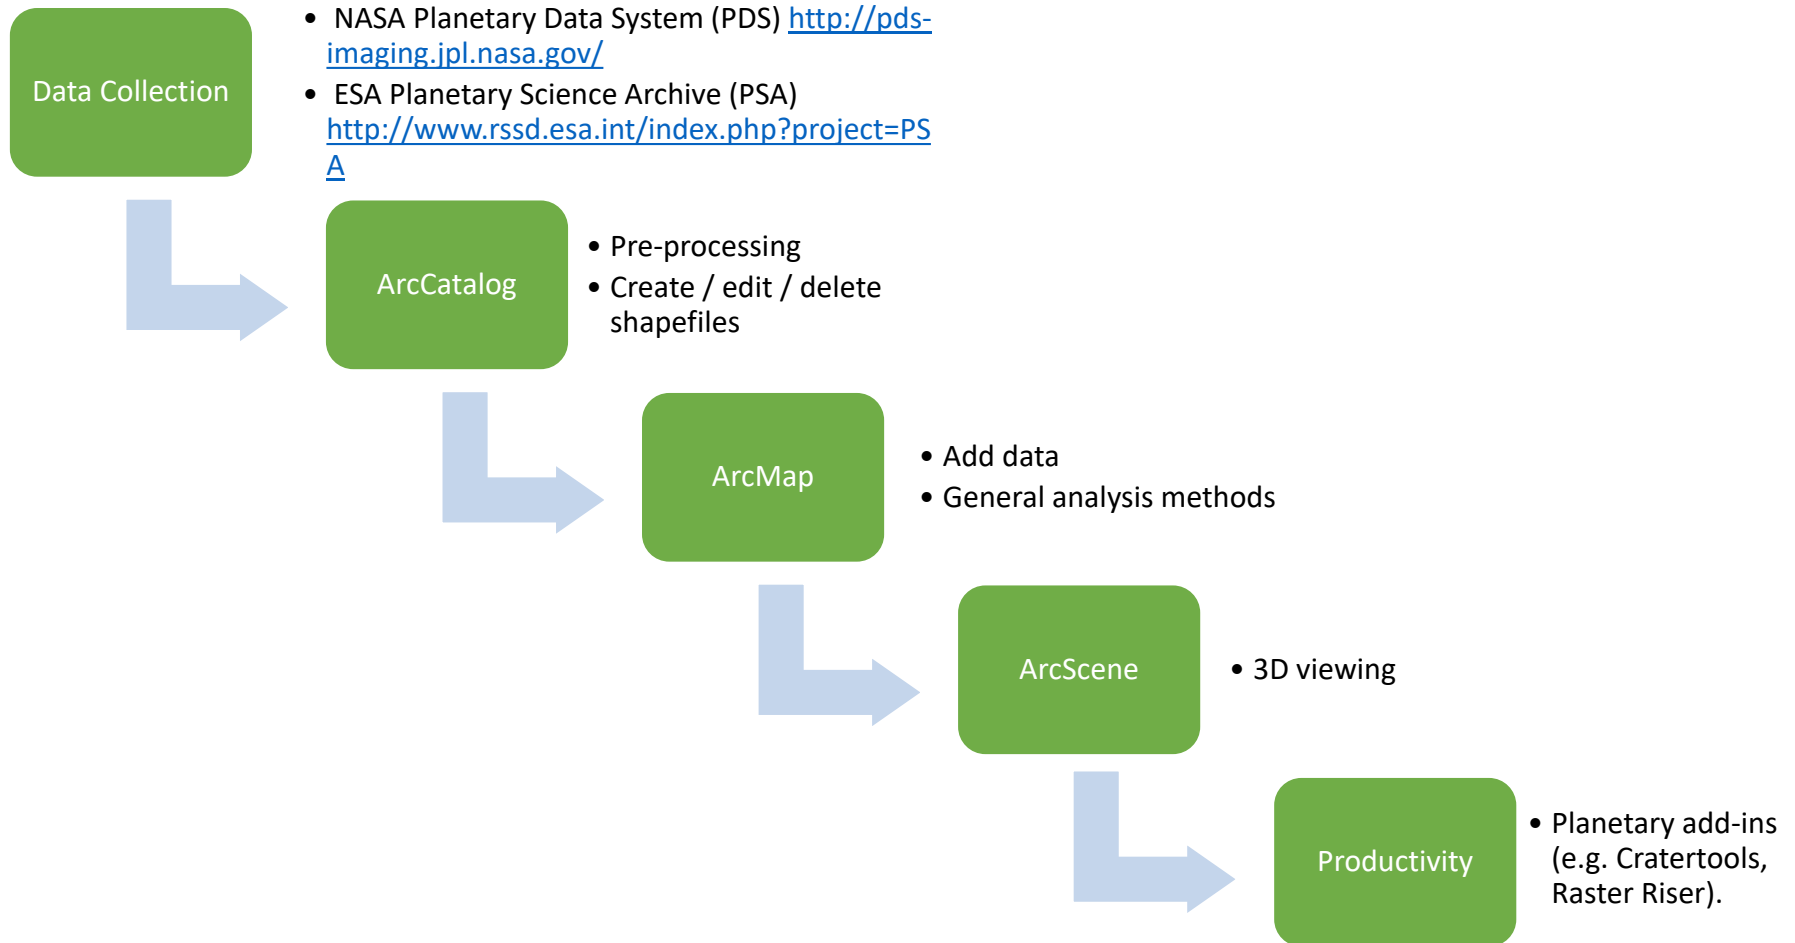 Data Collection
• NASA Planetary Data System (PDS) http://pds-
imaging.jpl.nasa.gov/
• ESA Planetary Science Archive (PSA)
http://www.rssd.esa.int/index.php?project=PS
A
ArcCatalog
• Pre-processing
• Create / edit / delete
shapefiles
ArcMap
• Add data
• General analysis methods
ArcScene
• 3D viewing
Productivity
• Planetary add-ins
(e.g. Cratertools,
Raster Riser).